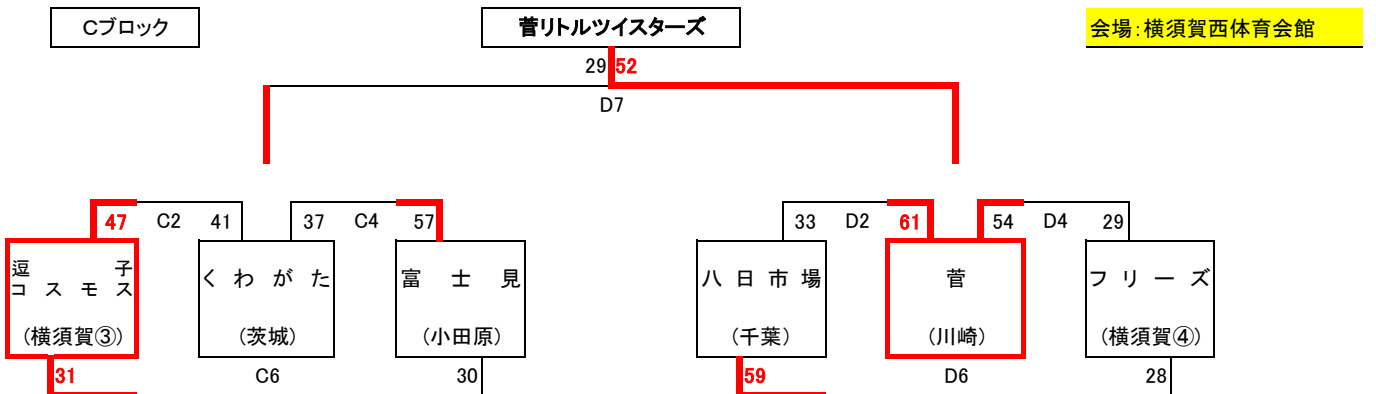 Cブロック 菅リトルツイスターズ 会場:横須賀西体育会館
29 52
D7
47 C2 41 37 C4 57 33 D2 61 54 D4 29
逗子
コスモス くわがた 富士見 八日市場 菅 フリーズ
(横須賀③) (茨城) (小田原) (千葉) (川崎) (横須賀④)
31 C6 30 59 D6 28